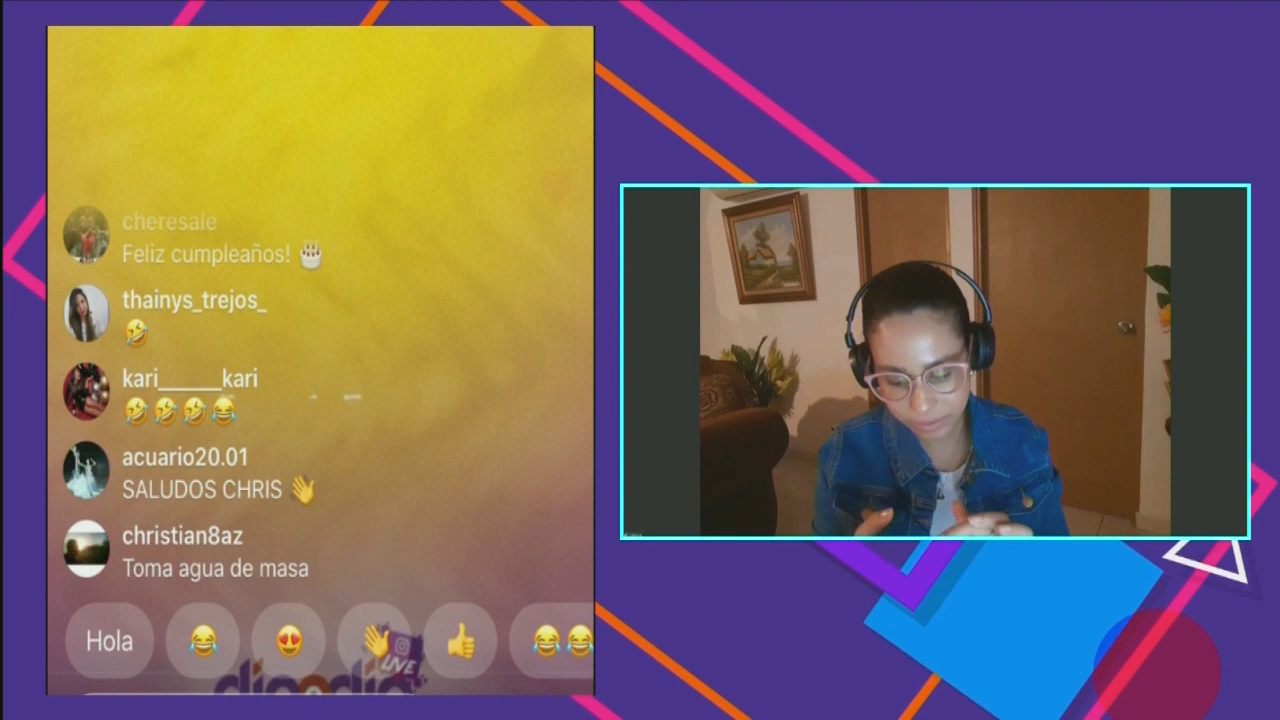 cheresale
Feliz cumpleaños! 🎂
thainys_trejos_
🤣
kari______kari
🤣🤣🤣😂
acuario20.01
SALUDOS CHRIS 👋
christian8az
Toma agua de masa
Hola 😂 😍 👋 👍 😂😂
LIVE